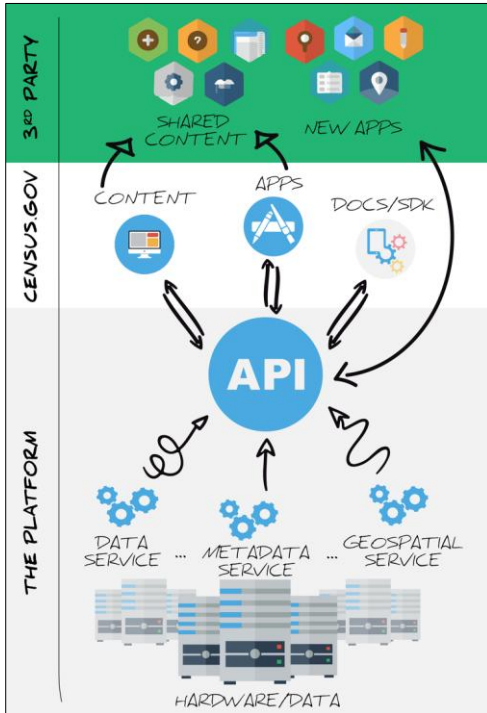 3RD PARTY
SHARED
CONTENT
NEW APPS
CENSUS.GOV
CONTENT
APPS
DOCS/SDK
THE PLATFORM
API
DATA
SERVICE
...
METADATA
SERVICE
...
GEOSPATIAL
SERVICE
HARDWARE/DATA